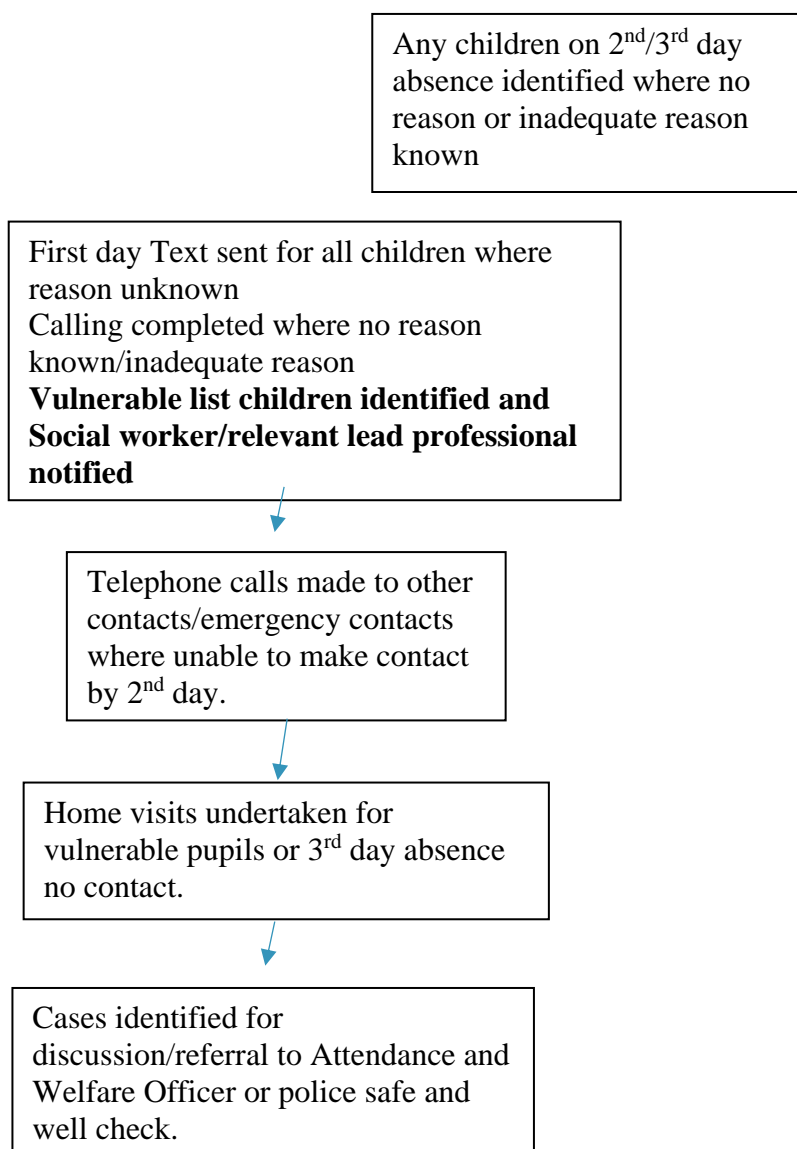 Any children on 2nd/3rd day
absence identified where no
reason or inadequate reason
known
First day Text sent for all children where
reason unknown
Calling completed where no reason
known/inadequate reason
Vulnerable list children identified and
Social worker/relevant lead professional
notified
Telephone calls made to other
contacts/emergency contacts
where unable to make contact
by 2nd day.
Home visits undertaken for
vulnerable pupils or 3rd day absence
no contact.
Cases identified for
discussion/referral to Attendance and
Welfare Officer or police safe and
well check.